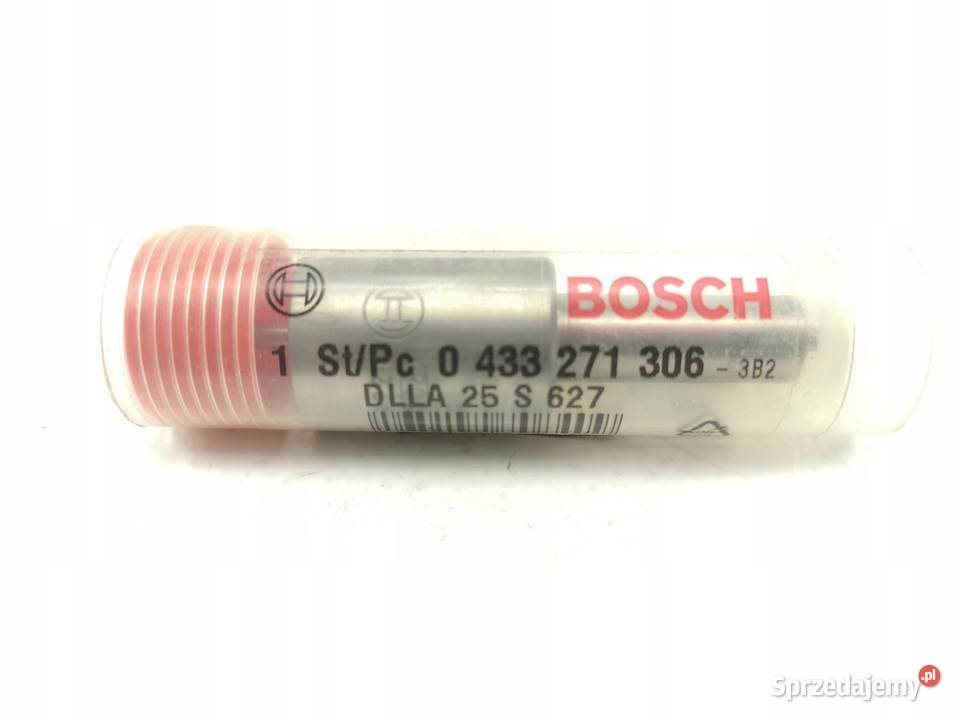 BOSCH
1 St/Pc 0 433 271 306 - 3B2
DLLA 25 S 627
Sprzedajemy.pl